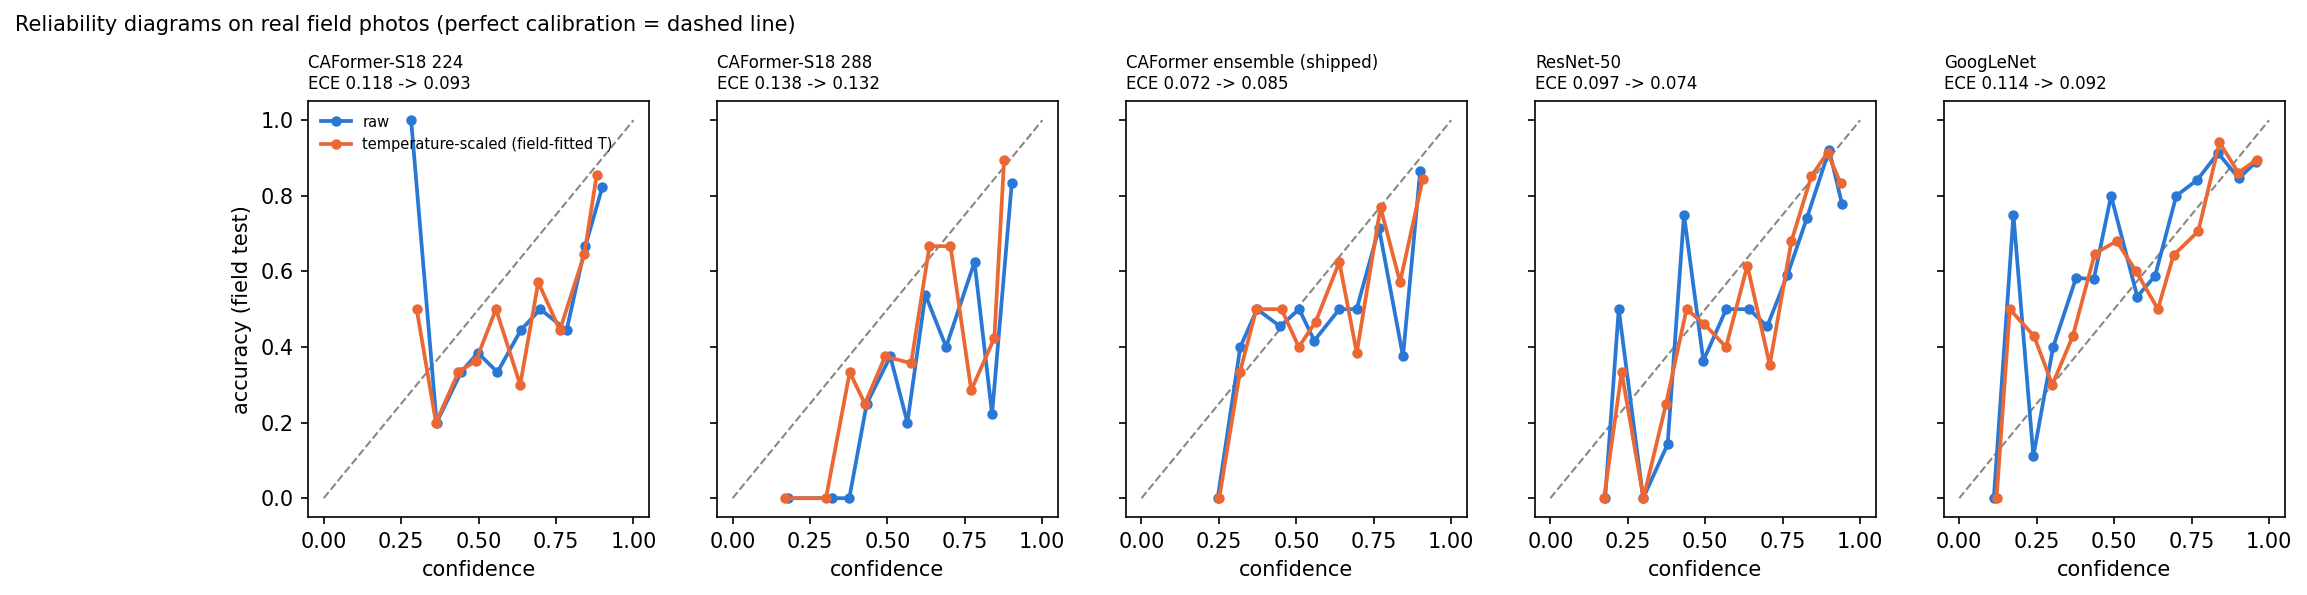 Reliability diagrams on real field photos (perfect calibration = dashed line)
CAFormer-S18 224
ECE 0.118 -> 0.093
CAFormer-S18 288
ECE 0.138 -> 0.132
CAFormer ensemble (shipped)
ECE 0.072 -> 0.085
ResNet-50
ECE 0.097 -> 0.074
GoogLeNet
ECE 0.114 -> 0.092
raw
temperature-scaled (field-fitted T)
accuracy (field test)
1.0
0.8
0.6
0.4
0.2
0.0
0.00 0.25 0.50 0.75 1.00
confidence
0.00 0.25 0.50 0.75 1.00
confidence
0.00 0.25 0.50 0.75 1.00
confidence
0.00 0.25 0.50 0.75 1.00
confidence
0.00 0.25 0.50 0.75 1.00
confidence